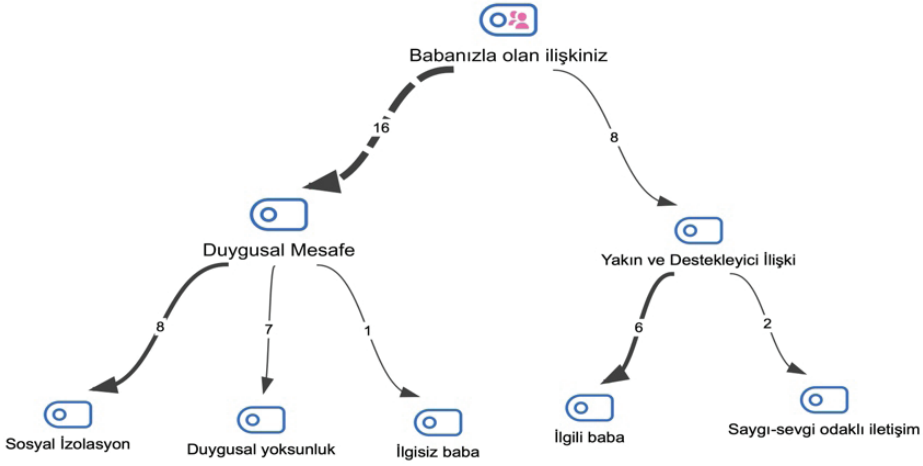 Babanızla olan ilişkiniz
16
8
Duygusal Mesafe
Yakın ve Destekleyici İlişki
8
7
1
6
2
Sosyal İzolasyon
Duygusal yoksunluk
İlgisiz baba
İlgili baba
Saygı-sevgi odaklı iletişim